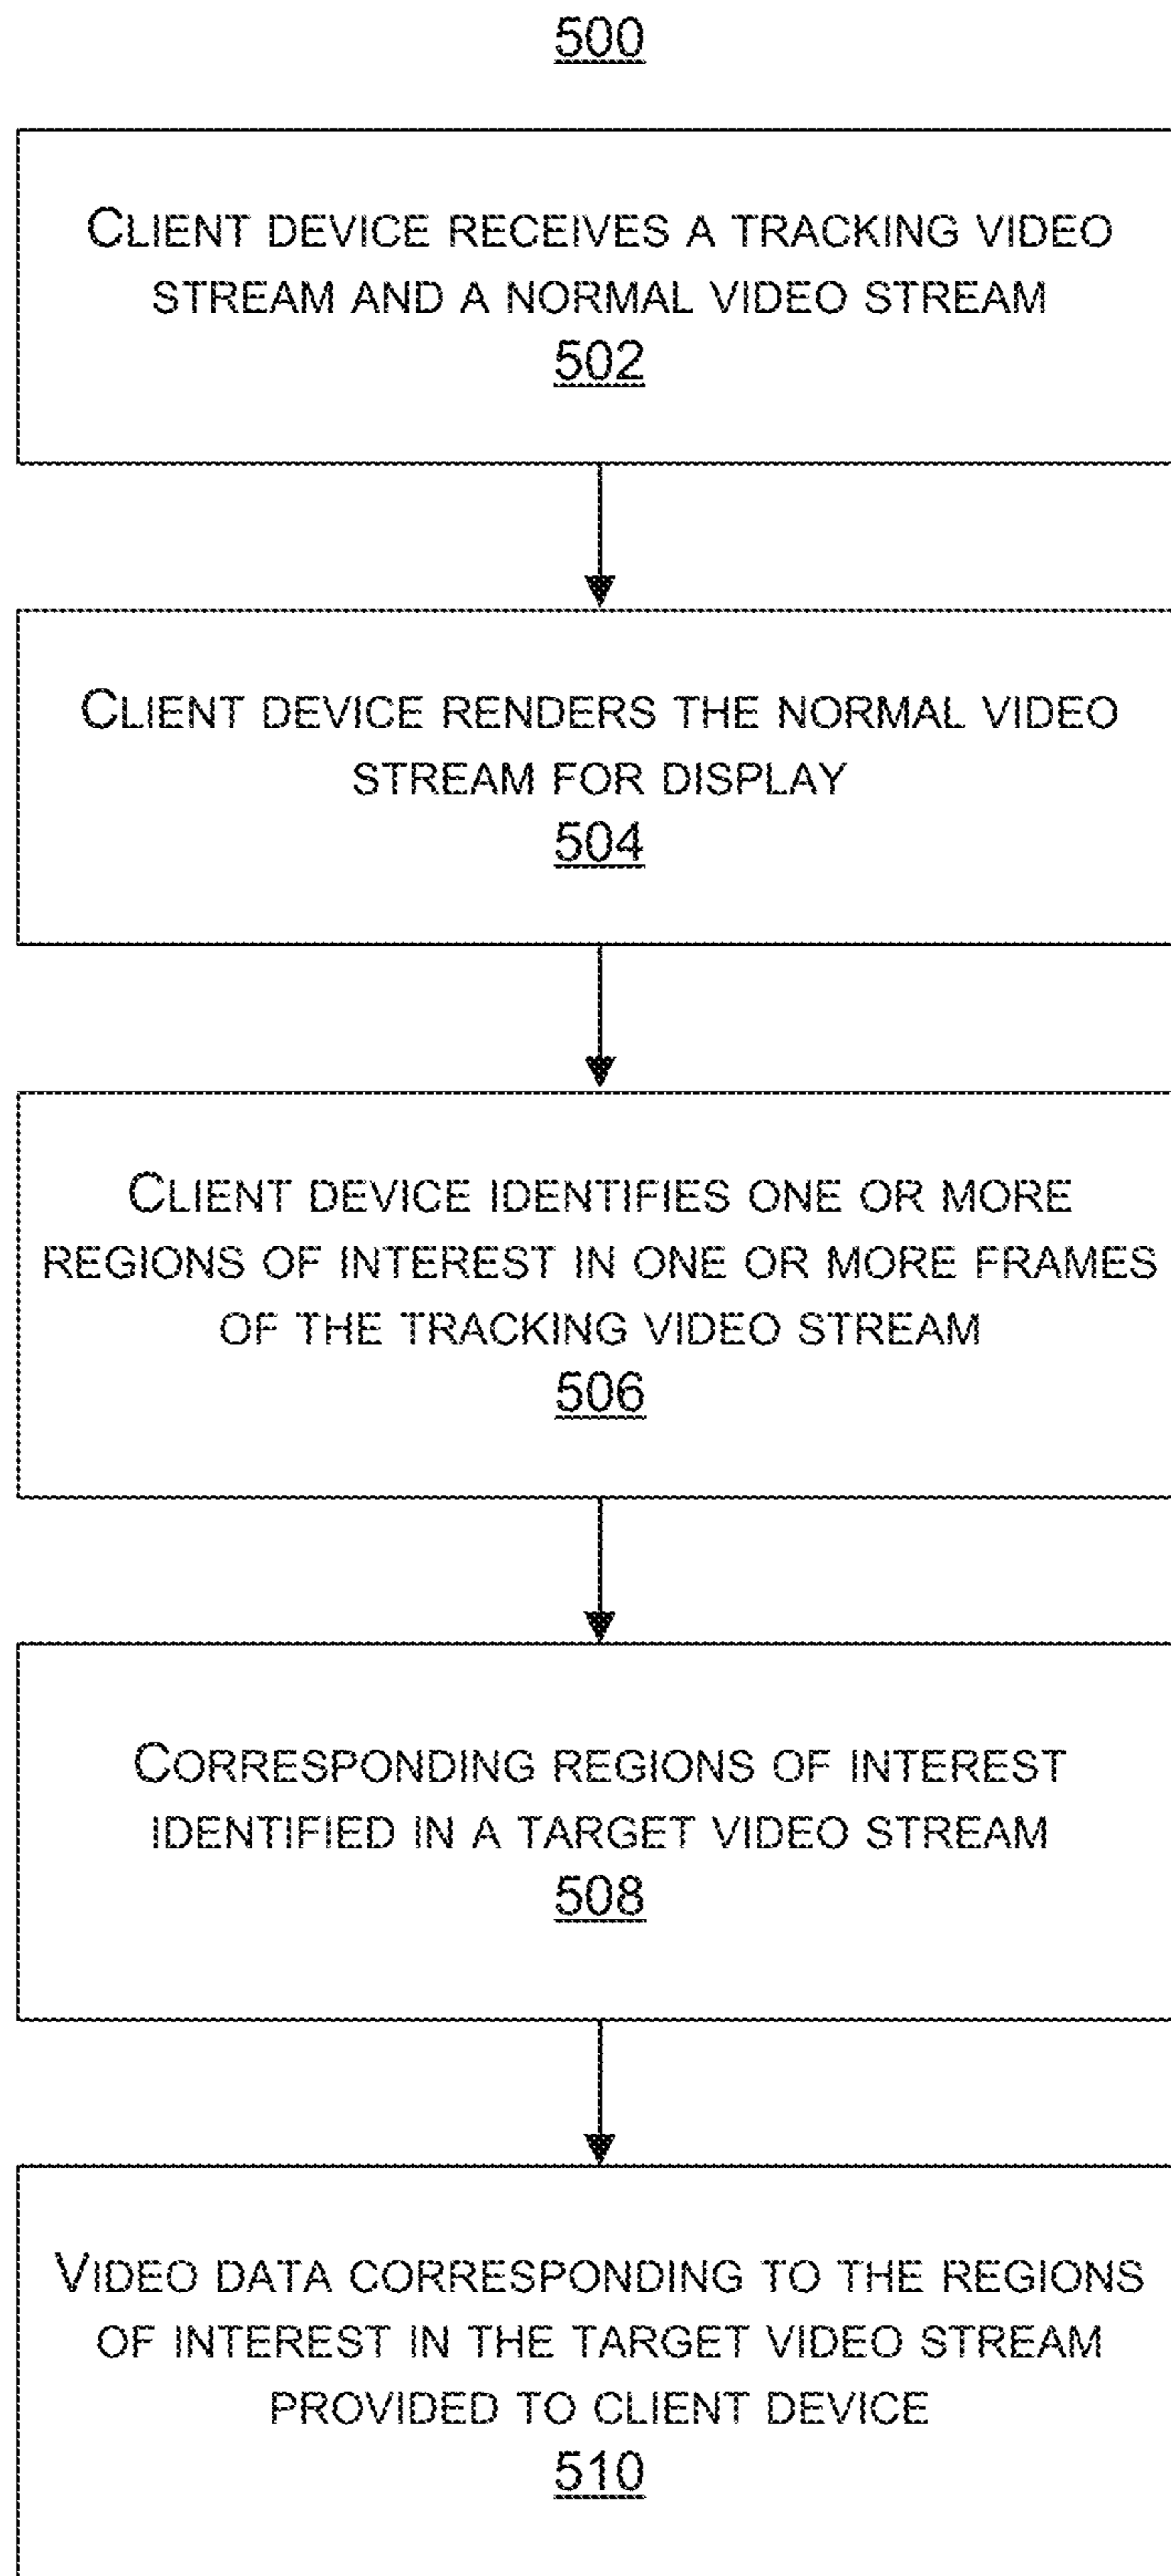 500
CLIENT DEVICE RECEIVES A TRACKING VIDEO
STREAM AND A NORMAL VIDEO STREAM
502
CLIENT DEVICE RENDERS THE NORMAL VIDEO
STREAM FOR DISPLAY
504
CLIENT DEVICE IDENTIFIES ONE OR MORE
REGIONS OF INTEREST IN ONE OR MORE FRAMES
OF THE TRACKING VIDEO STREAM
506
CORRESPONDING REGIONS OF INTEREST
IDENTIFIED IN A TARGET VIDEO STREAM
508
VIDEO DATA CORRESPONDING TO THE REGIONS
OF INTEREST IN THE TARGET VIDEO STREAM
PROVIDED TO CLIENT DEVICE
510